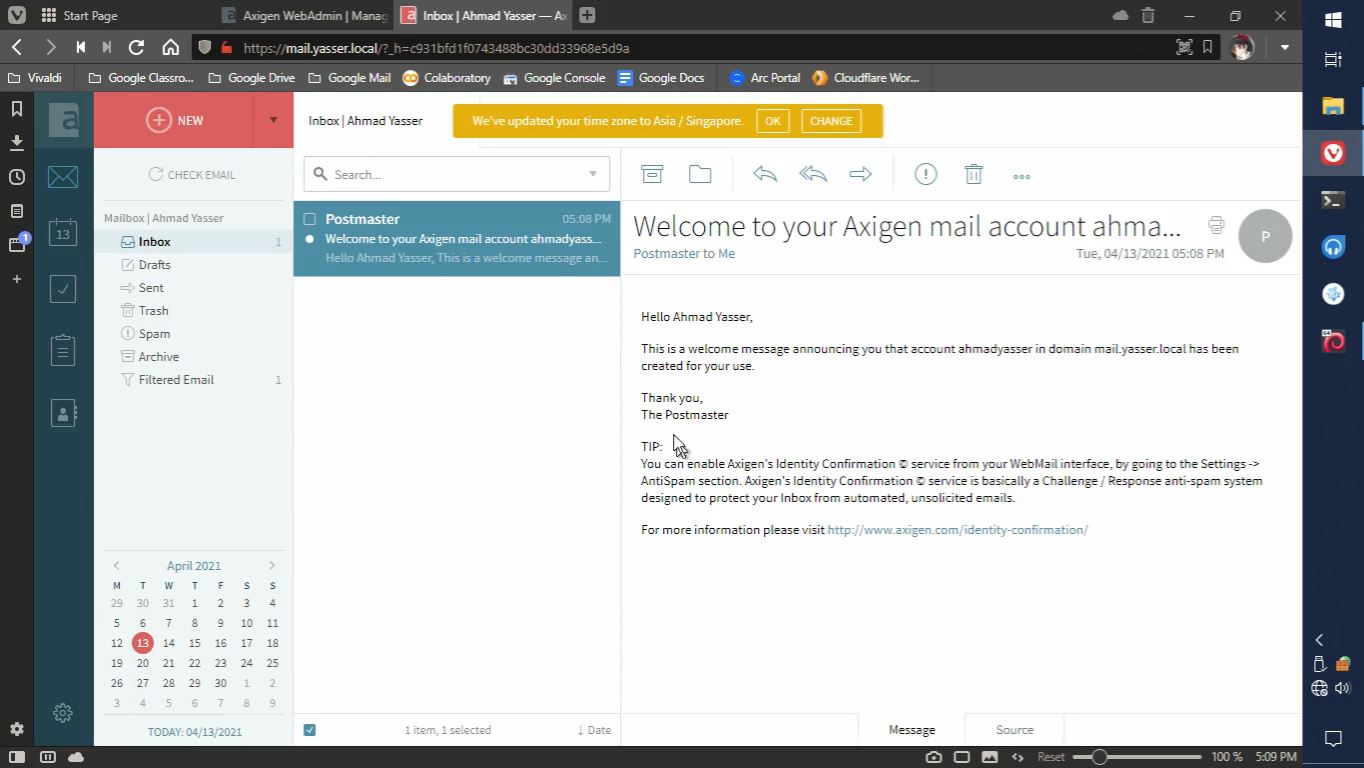 Start Page
Axigen WebAdmin | Manag
Inbox | Ahmad Yasser — Ax
https://mail.yasser.local/?_h=c931bfd1f0743488bc30dd33968e5d9a
Vivaldi
Google Classro...
Google Drive
Google Mail
Colaboratory
Google Console
Google Docs
Arc Portal
Cloudflare Wor...
NEW
Inbox | Ahmad Yasser
We've updated your time zone to Asia / Singapore.
OK
CHANGE
CHECK EMAIL
Search...
Mailbox | Ahmad Yasser
Inbox 1
Drafts
Sent
Trash
Spam
Archive
Filtered Email 1
Postmaster 05:08 PM
Welcome to your Axigen mail account ahmadyass...
Hello Ahmad Yasser, This is a welcome message an...
Welcome to your Axigen mail account ahma...
Postmaster to Me
Tue, 04/13/2021 05:08 PM
P
Hello Ahmad Yasser,
This is a welcome message announcing you that account ahmadyasser in domain mail.yasser.local has been
created for your use.
Thank you,
The Postmaster
TIP:
You can enable Axigen's Identity Confirmation © service from your WebMail interface, by going to the Settings ->
AntiSpam section. Axigen's Identity Confirmation © service is basically a Challenge / Response anti-spam system
designed to protect your Inbox from automated, unsolicited emails.
For more information please visit http://www.axigen.com/identity-confirmation/
13
April 2021
M T W T F S S
29 30 31 1 2 3 4
5 6 7 8 9 10 11
12 13 14 15 16 17 18
19 20 21 22 23 24 25
26 27 28 29 30 1 2
3 4 5 6 7 8 9
TODAY: 04/13/2021
1 item, 1 selected
Date
Message
Source
Reset
100 %
5:09 PM